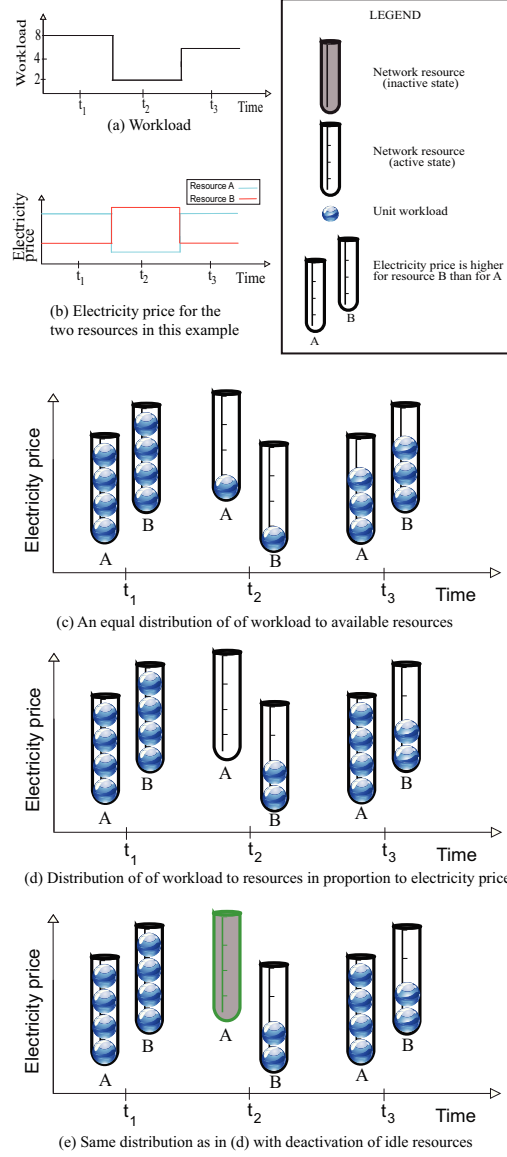 Workload
8
4
2
t1
t2
t3
Time
(a) Workload
Resource A
Resource B
Electricity
price
t1
t2
t3
Time
(b) Electricity price for the
two resources in this example
LEGEND
Network resource
(inactive state)
Network resource
(active state)
Unit workload
Electricity price is higher
for resource B than for A
A
B
Electricity price
A
B
A
B
A
B
t1
t2
t3
Time
(c) An equal distribution of of workload to available resources
Electricity price
A
B
A
B
A
B
t1
t2
t3
Time
(d) Distribution of of workload to resources in proportion to electricity price
Electricity price
A
B
A
B
A
B
t1
t2
t3
Time
(e) Same distribution as in (d) with deactivation of idle resources